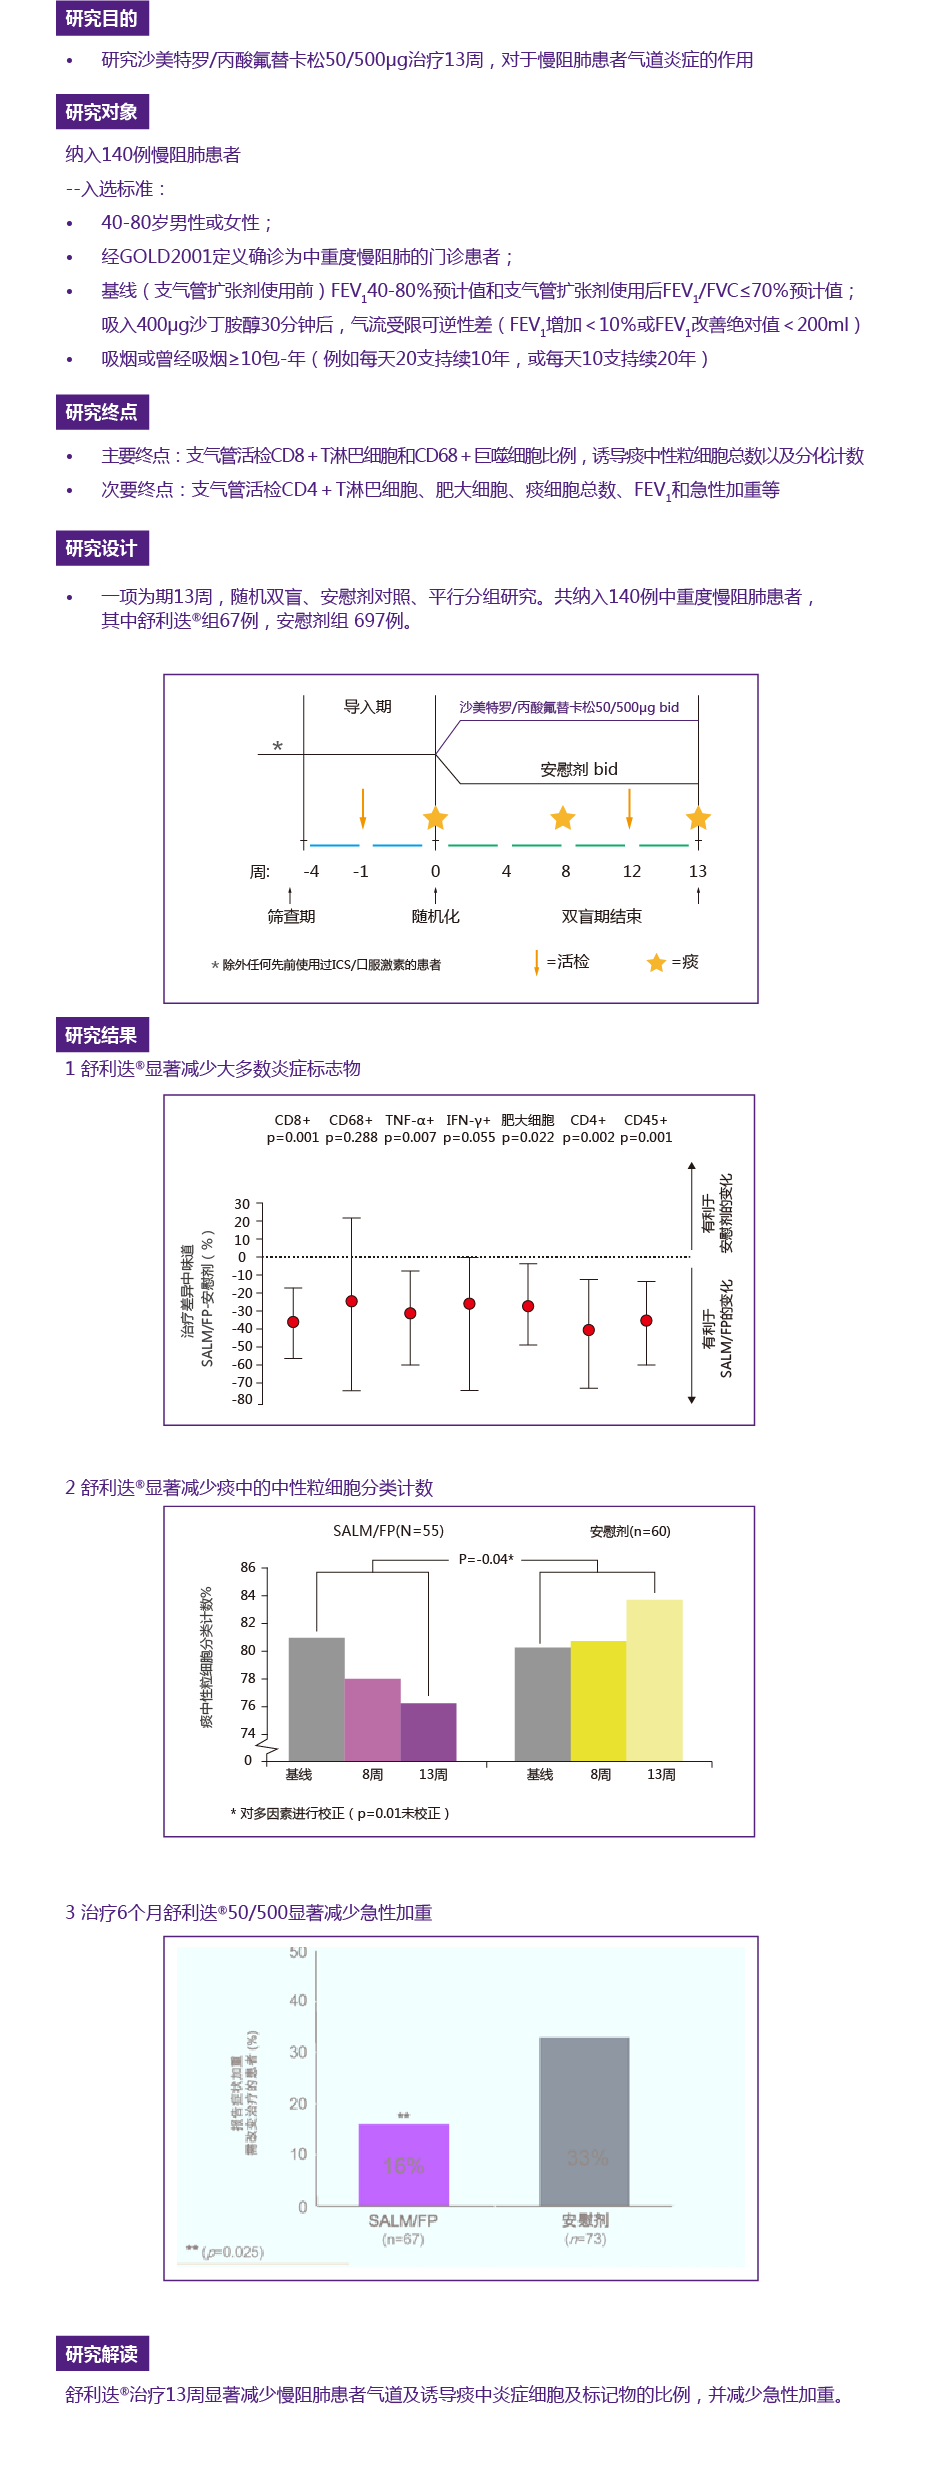 研究目的
• 研究沙美特罗/丙酸氟替卡松50/500μg治疗13周，对于慢阻肺患者气道炎症的作用
研究对象
纳入140例慢阻肺患者
--入选标准：
• 40-80岁男性或女性；
• 经GOLD2001定义确诊为中重度慢阻肺的门诊患者；
• 基线（支气管扩张剂使用前）FEV₁40-80%预计值和支气管扩张剂使用后FEV₁/FVC≤70%预计值；
吸入400μg沙丁胺醇30分钟后，气流受限可逆性差（FEV₁增加＜10%或FEV₁改善绝对值＜200ml）
• 吸烟或曾经吸烟≥10包-年（例如每天20支持续10年，或每天10支持续20年）
研究终点
• 主要终点：支气管活检CD8＋T淋巴细胞和CD68＋巨噬细胞比例，诱导痰中性粒细胞总数以及分化计数
• 次要终点：支气管活检CD4＋T淋巴细胞、肥大细胞、痰细胞总数、FEV₁和急性加重等
研究设计
• 一项为期13周，随机双盲、安慰剂对照、平行分组研究。共纳入140例中重度慢阻肺患者，
其中舒利迭®组67例，安慰剂组 697例。
导入期
沙美特罗/丙酸氟替卡松50/500μg bid
*
安慰剂 bid
周: -4 -1 0 4 8 12 13
筛查期 随机化 双盲期结束
* 除外任何先前使用过ICS/口服激素的患者 =活检 =痰
研究结果
1 舒利迭®显著减少大多数炎症标志物
CD8+ CD68+ TNF-α+ IFN-γ+ 肥大细胞 CD4+ CD45+
p=0.001 p=0.288 p=0.007 p=0.055 p=0.022 p=0.002 p=0.001
治疗差异中味道
SALM/FP-安慰剂（%）
30
20
10
0
-10
-20
-30
-40
-50
-60
-70
-80
有利于
安慰剂的变化
有利于
SALM/FP的变化
2 舒利迭®显著减少痰中的中性粒细胞分类计数
SALM/FP(N=55) 安慰剂(n=60)
P=-0.04*
痰中性粒细胞分类计数%
86
84
82
80
78
76
74
0
基线 8周 13周 基线 8周 13周
* 对多因素进行校正（p=0.01未校正）
3 治疗6个月舒利迭®50/500显著减少急性加重
报告症状加重
需改变治疗的患者 (%)
50
40
30
20
10
0
**
16%
33%
SALM/FP 安慰剂
(n=67) (n=73)
** (p=0.025)
研究解读
舒利迭®治疗13周显著减少慢阻肺患者气道及诱导痰中炎症细胞及标记物的比例，并减少急性加重。